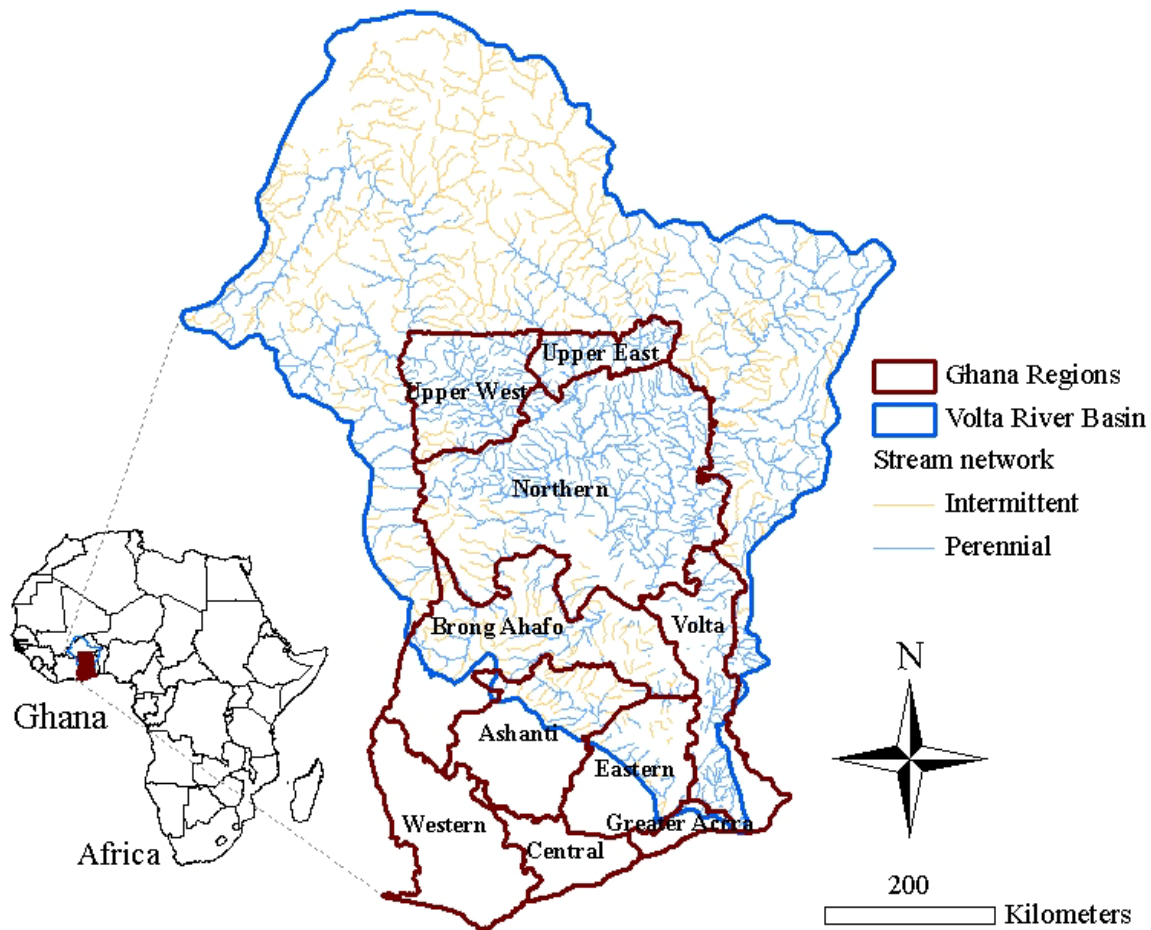 Upper East
Upper West
Northern
Brong Ahafo
Volta
Ashanti
Eastern
Greater Accra
Western
Central
Ghana Regions
Volta River Basin
Stream network
Intermittent
Perennial
Ghana
Africa
N
200
Kilometers